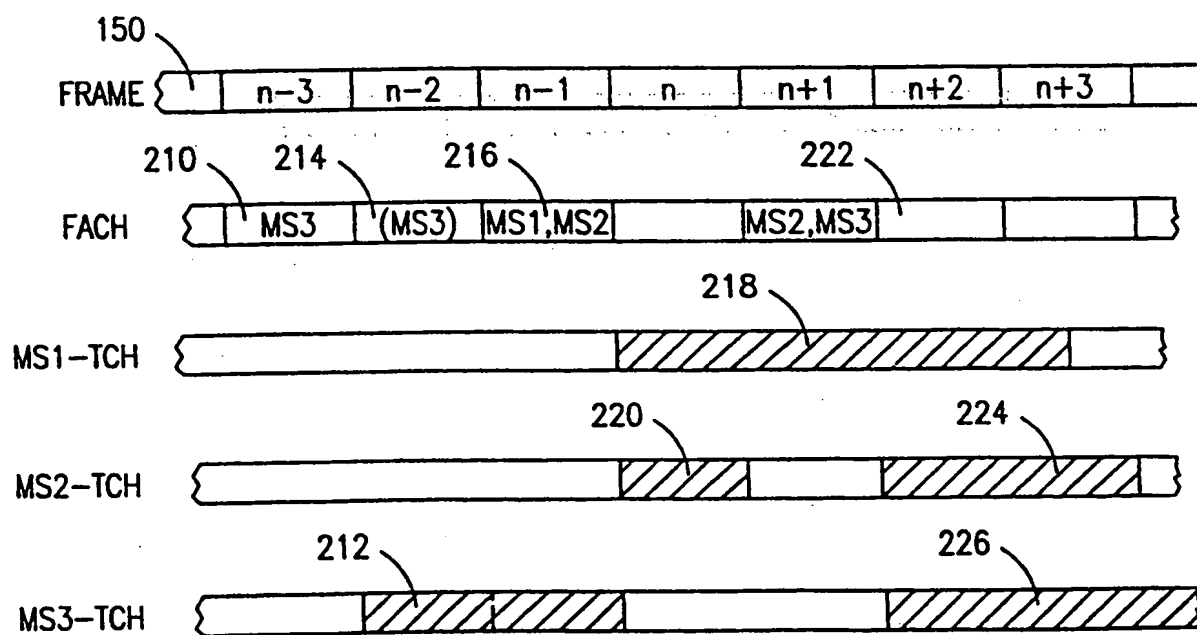 150
FRAME n-3 n-2 n-1 n n+1 n+2 n+3
210 214 216 222
FACH MS3 (MS3) MS1,MS2 MS2,MS3
218
MS1-TCH
220 224
MS2-TCH
212 226
MS3-TCH